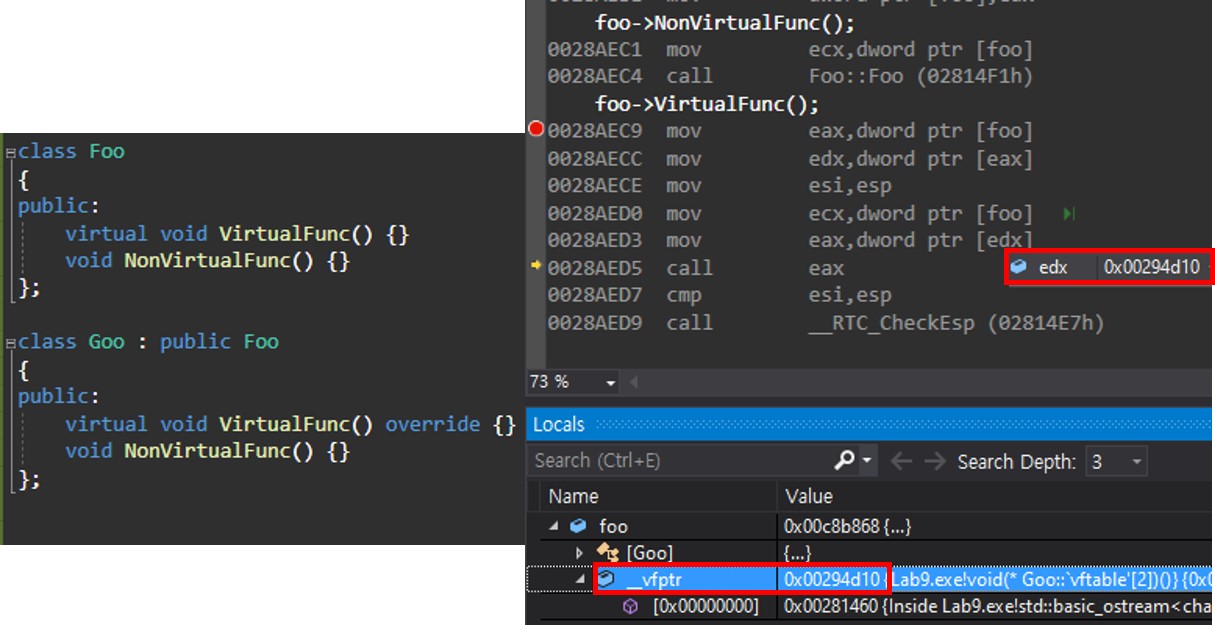 class Foo
{
public:
virtual void VirtualFunc() {}
void NonVirtualFunc() {}
};
class Goo : public Foo
{
public:
virtual void VirtualFunc() override {}
void NonVirtualFunc() {}
};
foo->NonVirtualFunc();
0028AEC1 mov ecx,dword ptr [foo]
0028AEC4 call Foo::Foo (02814F1h)
foo->VirtualFunc();
0028AEC9 mov eax,dword ptr [foo]
0028AECC mov edx,dword ptr [eax]
0028AECE mov esi,esp
0028AED0 mov ecx,dword ptr [foo]
0028AED3 mov eax,dword ptr [edx]
0028AED5 call eax
edx 0x00294d10
0028AED7 cmp esi,esp
0028AED9 call __RTC_CheckEsp (02814E7h)
73 %
Locals
Search (Ctrl+E) Search Depth: 3
Name Value
foo 0x00c8b868 {...}
[Goo] {...}
__vfptr 0x00294d10 {Lab9.exe!void(* Goo::`vftable'[2])()} {0x0
[0x00000000] 0x00281460 {Inside Lab9.exe!std::basic_ostream<cha